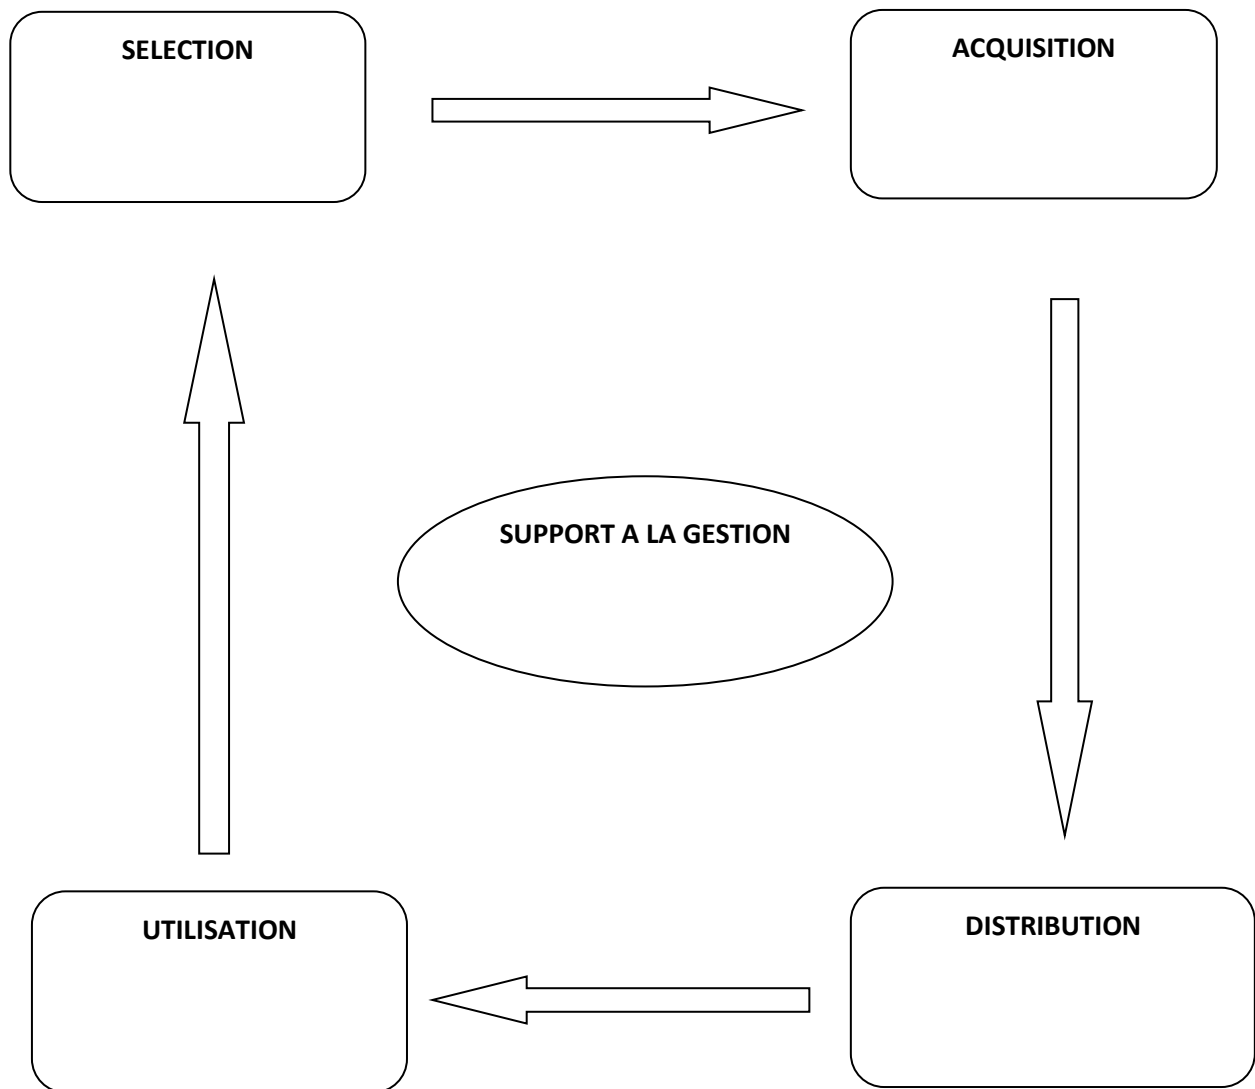 SELECTION
ACQUISITION
SUPPORT A LA GESTION
UTILISATION
DISTRIBUTION